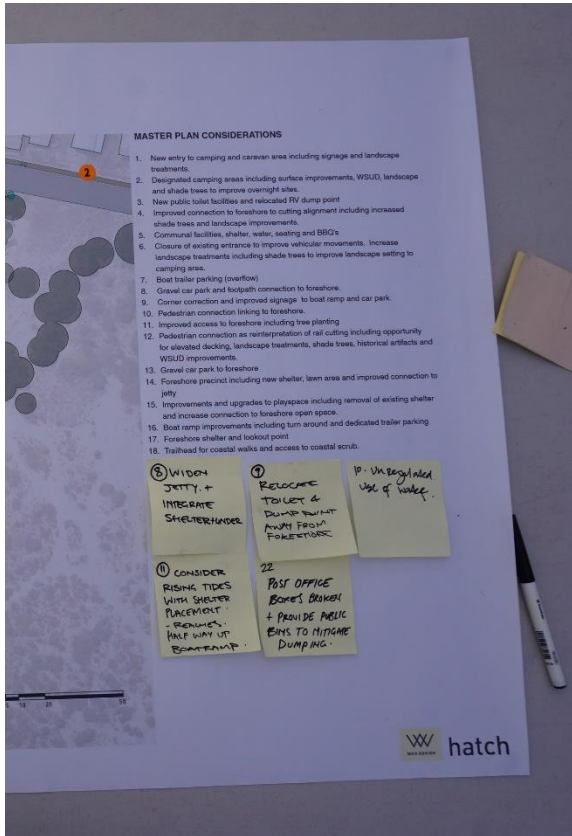 2
MASTER PLAN CONSIDERATIONS
1. New entry to camping and caravan area including signage and landscape
treatments.
2. Designated camping areas including surface improvements, WSUD, landscape
and shade trees to improve overnight sites.
3. New public toilet facilities and relocated RV dump point
4. Improved connection to foreshore to cutting alignment including increased
shade trees and landscape improvements.
5. Communal facilities, shelter, water, seating and BBQ's
6. Closure of existing entrance to improve vehicular movements. Increase
landscape treatments including shade trees to improve landscape setting to
camping area.
7. Boat trailer parking (overflow)
8. Gravel car park and footpath connection to foreshore.
9. Corner correction and improved signage to boat ramp and car park.
10. Pedestrian connection linking to foreshore.
11. Improved access to foreshore including tree planting
12. Pedestrian connection as reinterpretation of rail cutting including opportunity
for elevated decking, landscape treatments, shade trees, historical artifacts and
WSUD improvements.
13. Gravel car park to foreshore
14. Foreshore precinct including new shelter, lawn area and improved connection to
jetty
15. Improvements and upgrades to playspace including removal of existing shelter
and increase connection to foreshore open space.
16. Boat ramp improvements including turn around and dedicated trailer parking
17. Foreshore shelter and lookout point
18. Trailhead for coastal walks and access to coastal scrub.
8 WIDEN
JETTY. +
INTEGRATE
SHELTER UNDER
9
RELOCATE
TOILET &
DUMP POINT
AWAY FROM
FORESHORE
10. Unregulated
use of water.
11 CONSIDER
RISING TIDES
WITH SHELTER
PLACEMENT.
- REACHES.
HALF WAY UP
BOATRAMP.
22
POST OFFICE
BOXES BROKEN
+ PROVIDE PUBLIC
BINS TO MITIGATE
DUMPING.
10 20 50
WAX DESIGN
hatch